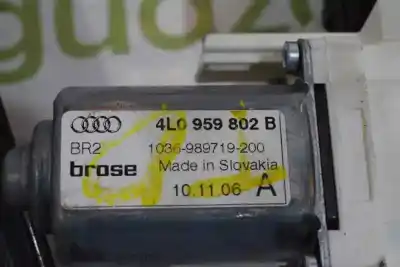 4L0 959 802 B
BR2 1036-989719-200
brose Made in Slovakia
10.11.06 A